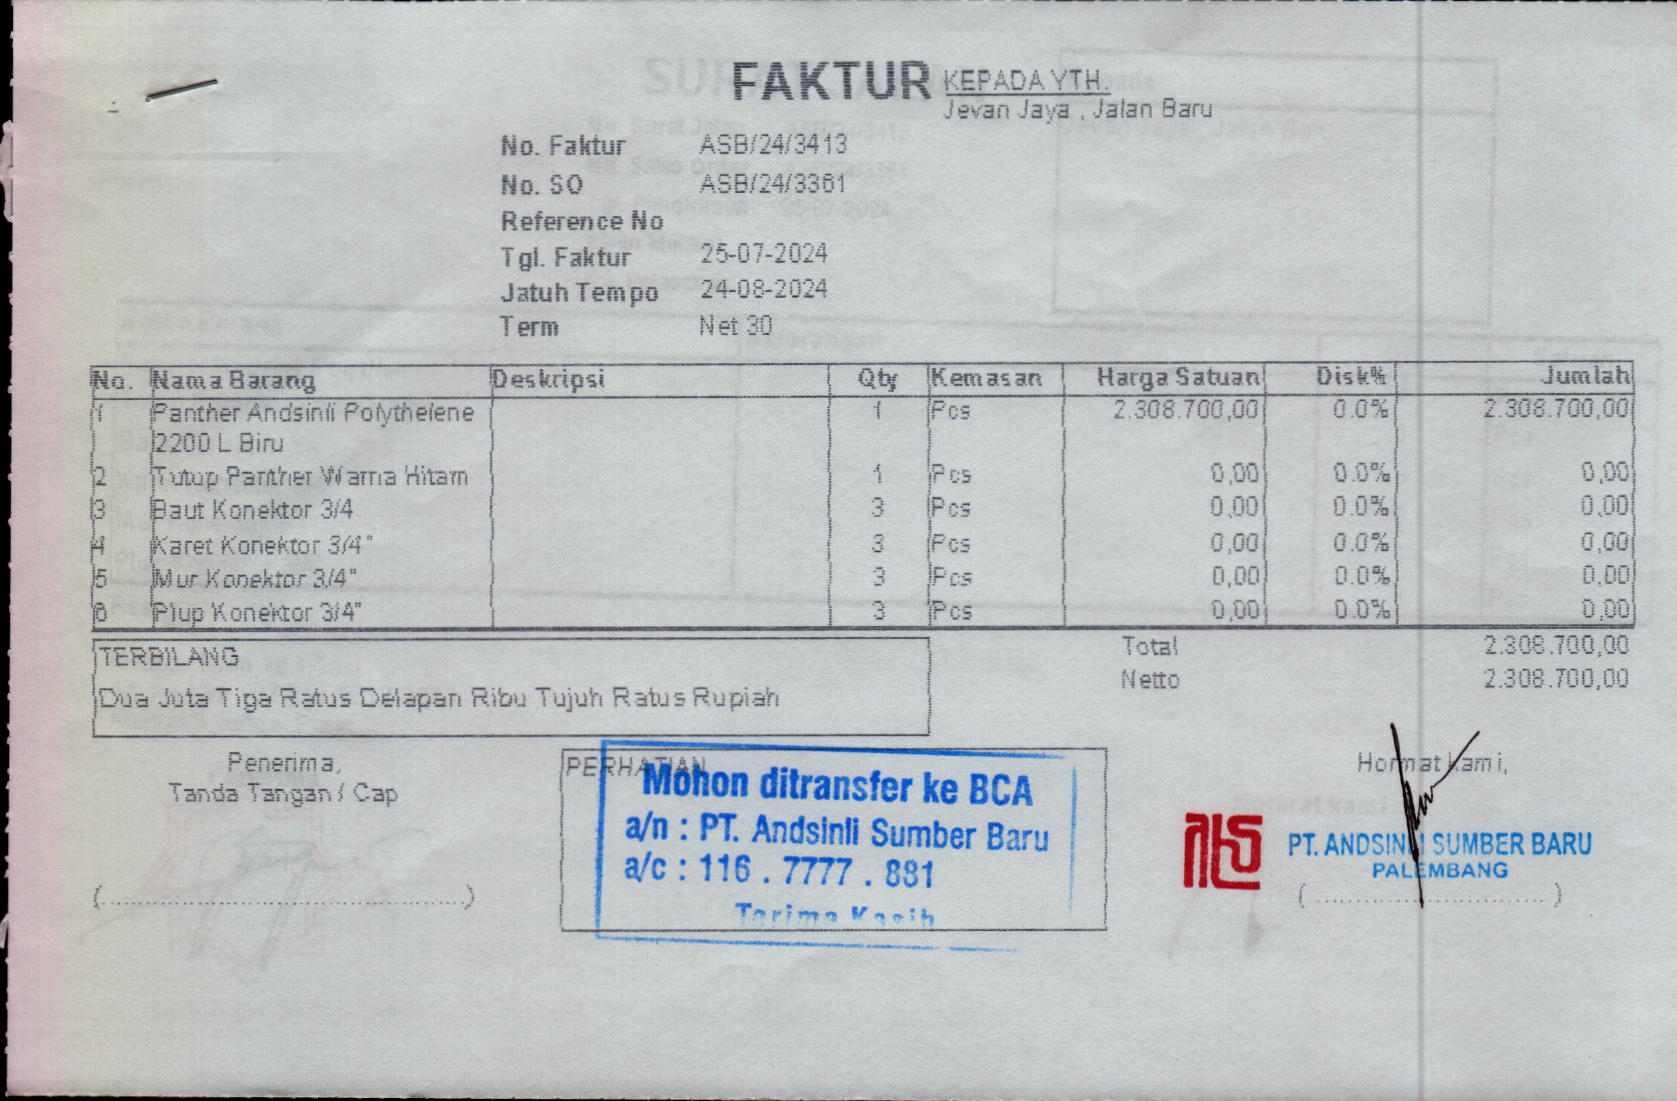 FAKTUR
KEPADA YTH.
Jevan Jaya , Jalan Baru
No. Faktur ASB/24/3413
No. SO ASB/24/3361
Reference No
Tgl. Faktur 25-07-2024
Jatuh Tempo 24-08-2024
Term Net 30
No. Nama Barang Deskripsi Qty Kemasan Harga Satuan Disk% Jumlah
1 Panther Andsinli Polythelene 1 Pcs 2.308.700,00 0.0% 2.308.700,00
2200 L Biru
2 Tutup Panther Warna Hitam 1 Pcs 0,00 0.0% 0,00
3 Baut Konektor 3/4 3 Pcs 0,00 0.0% 0,00
4 Karet Konektor 3/4" 3 Pcs 0,00 0.0% 0,00
5 Mur Konektor 3/4" 3 Pcs 0,00 0.0% 0,00
6 Plup Konektor 3/4" 3 Pcs 0,00 0.0% 0,00
Total 2.308.700,00
Netto 2.308.700,00
TERBILANG
Dua Juta Tiga Ratus Delapan Ribu Tujuh Ratus Rupiah
Penerima,
Tanda Tangan / Cap
(............................................)
PERHATIAN
Mohon ditransfer ke BCA
a/n : PT. Andsinli Sumber Baru
a/c : 116 . 7777 . 881
Terima Kasih
Hormat kami,
PT. ANDSINLI SUMBER BARU
PALEMBANG
( ............................ )